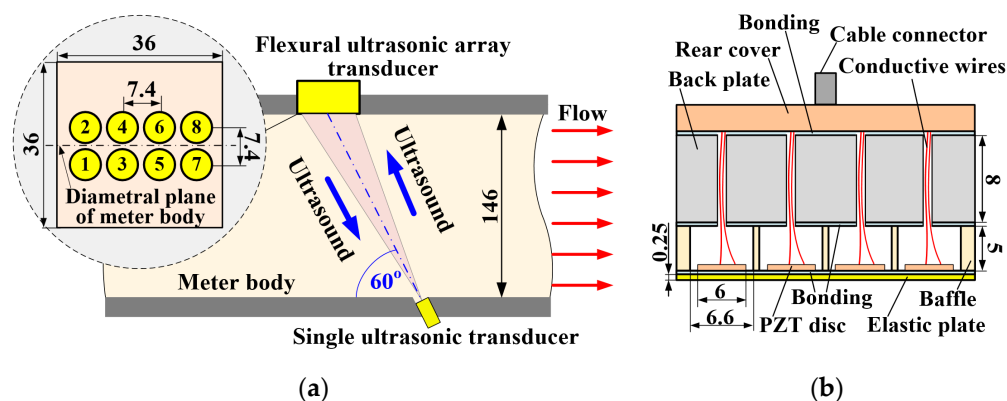 36
Flexural ultrasonic array
transducer
7.4
2 4 6 8
1 3 5 7
7.4
36
Diametral plane
of meter body
Ultrasound
Ultrasound
146
Flow
Meter body
60°
Single ultrasonic transducer
(a)
Bonding
Cable connector
Rear cover
Conductive wires
Back plate
8
5
0.25
6
6.6
Bonding
PZT disc
Baffle
Elastic plate
(b)